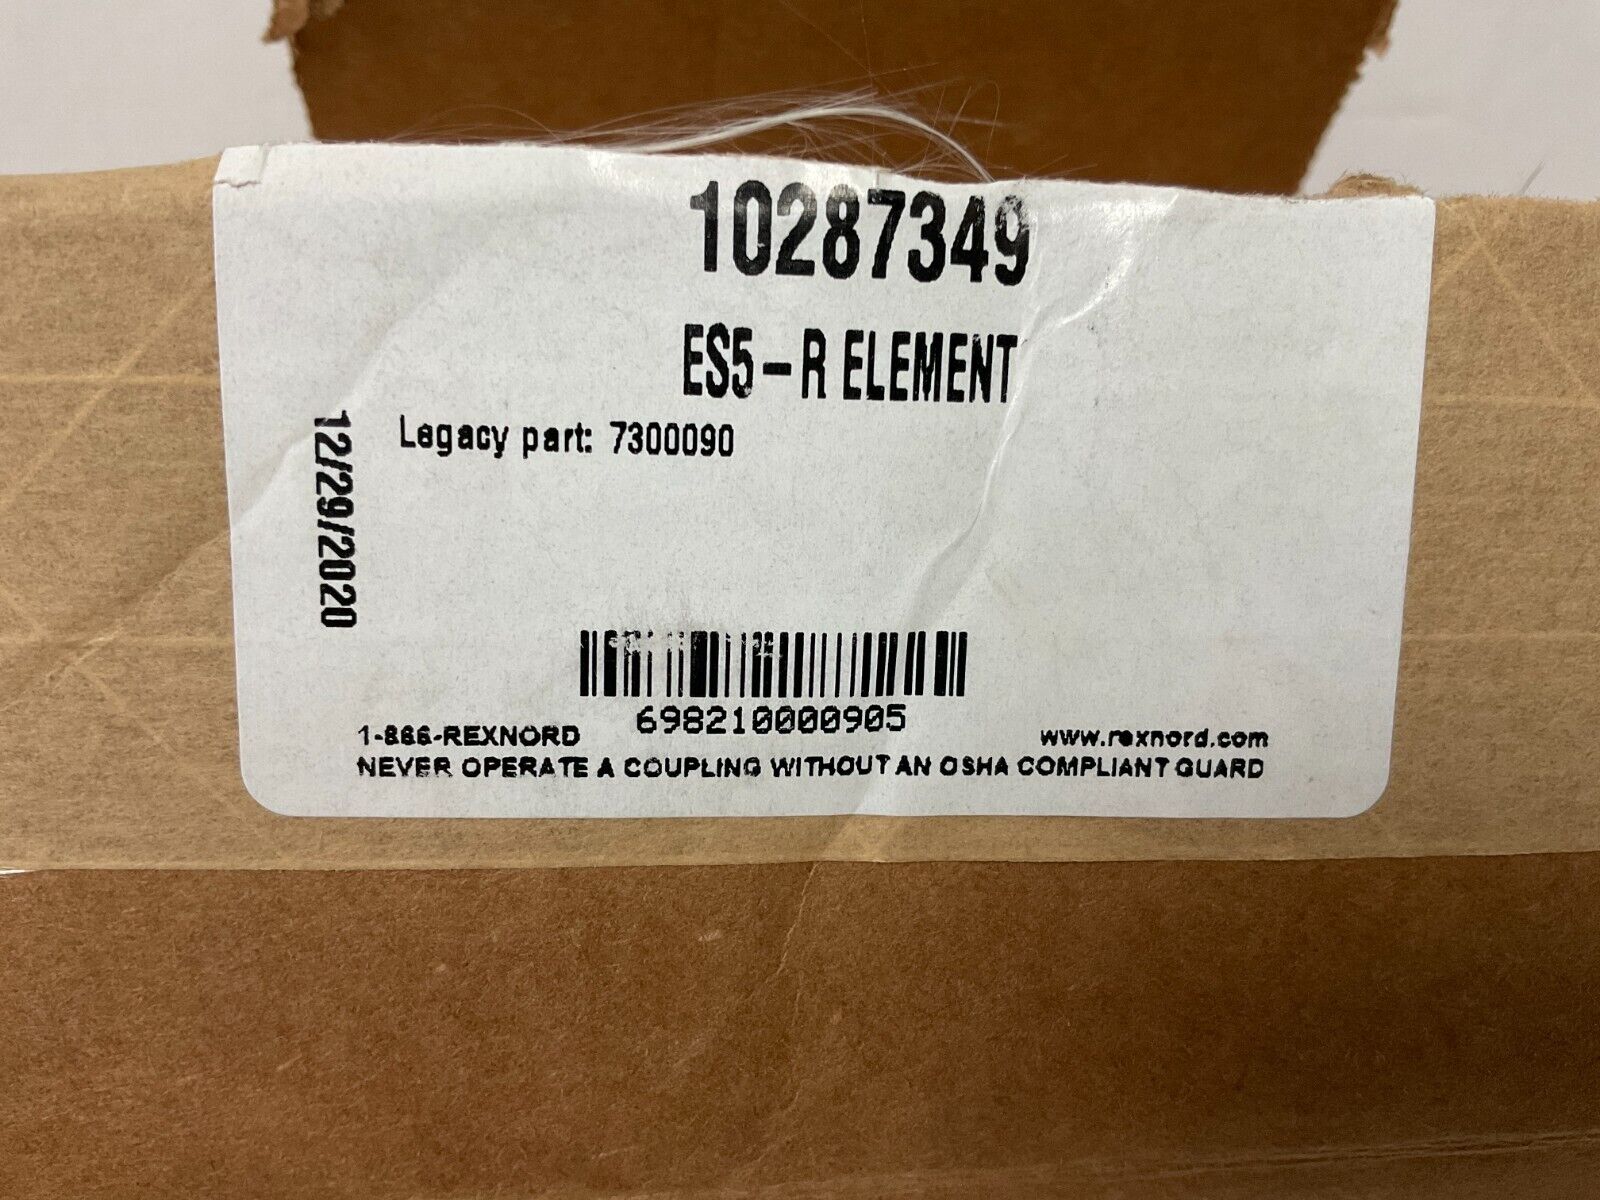 10287349
ES5-R ELEMENT
Legacy part: 7300090
12/29/2020
698210000905
1-866-REXNORD
www.rexnord.com
NEVER OPERATE A COUPLING WITHOUT AN OSHA COMPLIANT GUARD